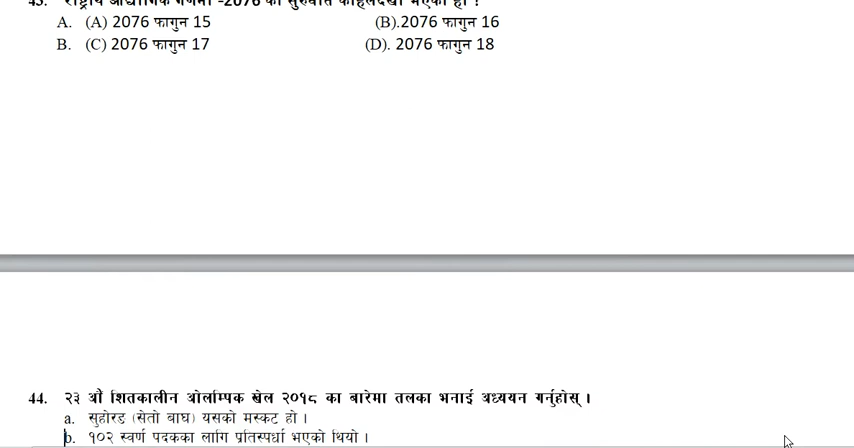 A. (A) 2076 फागुन 15 (B).2076 फागुन 16
B. (C) 2076 फागुन 17 (D). 2076 फागुन 18
44. २३ औं शितकालीन ओलम्पिक खेल २०१८ का बारेमा तलका भनाई अध्ययन गर्नुहोस् ।
a. सुहोरड (सेतो बाघ) यसको मस्कट हो ।
b. १०२ स्वर्ण पदकका लागि प्रतिस्पर्धा भएको थियो ।